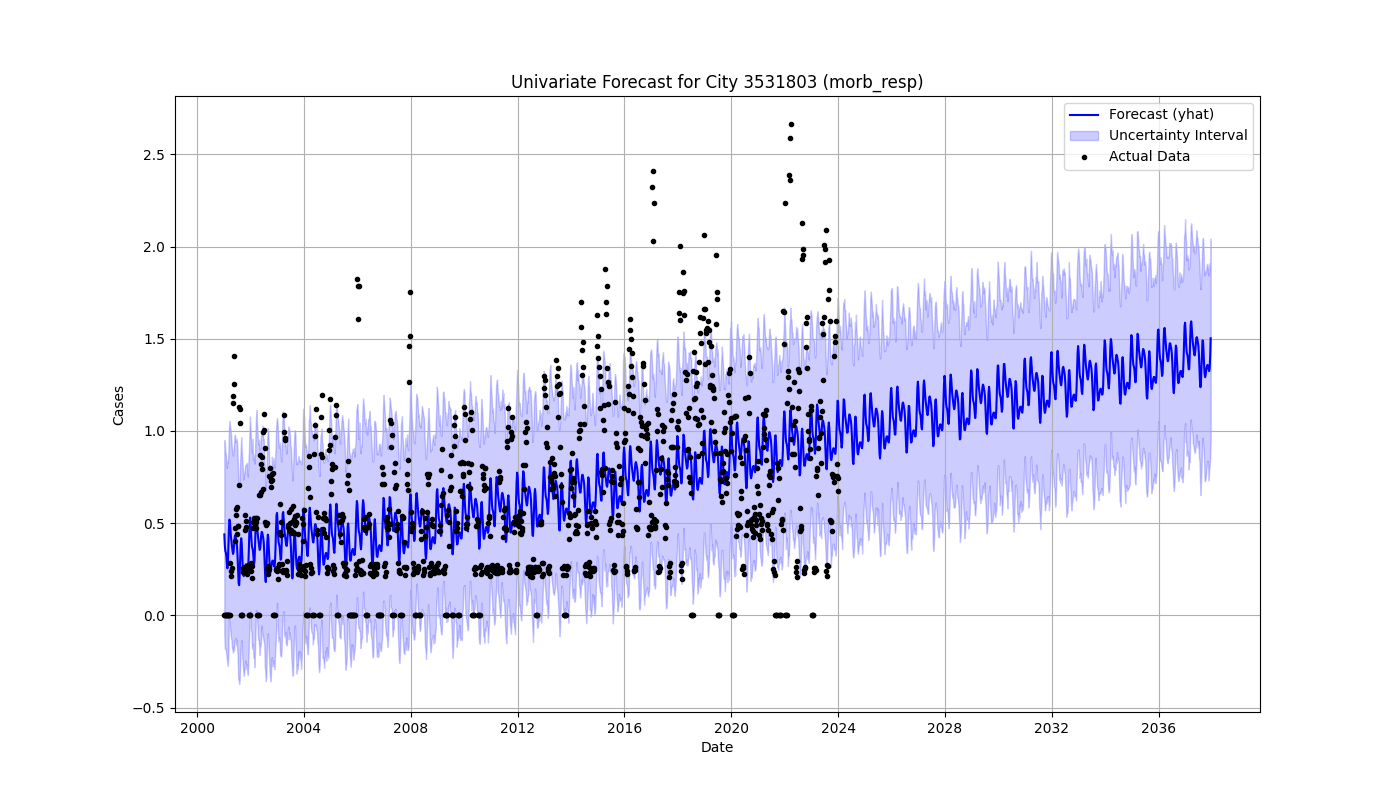 Univariate Forecast for City 3531803 (morb_resp)
Forecast (yhat)
Uncertainty Interval
Actual Data
Cases
2.5
2.0
1.5
1.0
0.5
0.0
−0.5
2000 2004 2008 2012 2016 2020 2024 2028 2032 2036
Date